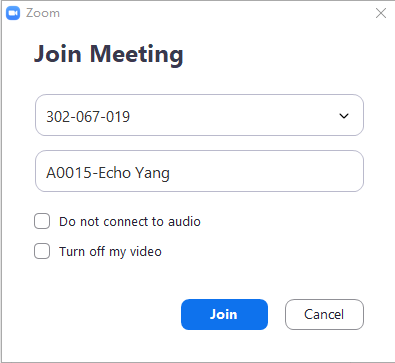 Zoom
Join Meeting
302-067-019
A0015-Echo Yang
Do not connect to audio
Turn off my video
Join Cancel